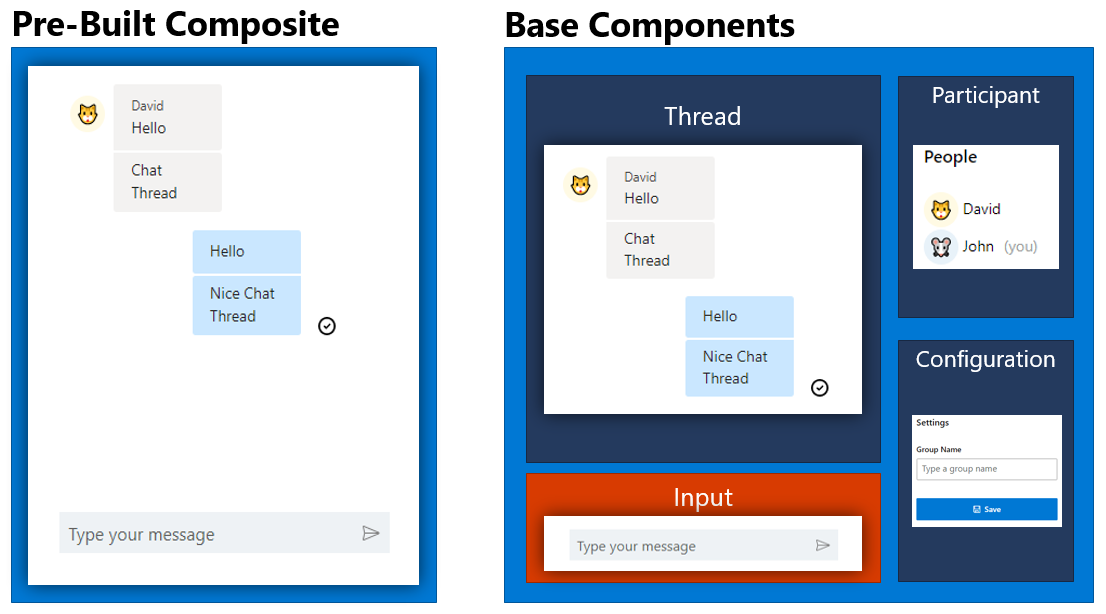 Pre-Built Composite
David
Hello
Chat
Thread
Hello
Nice Chat
Thread
Type your message
Base Components
Thread
David
Hello
Chat
Thread
Hello
Nice Chat
Thread
Input
Type your message
Participant
People
David
John (you)
Configuration
Settings
Group Name
Type a group name
Save